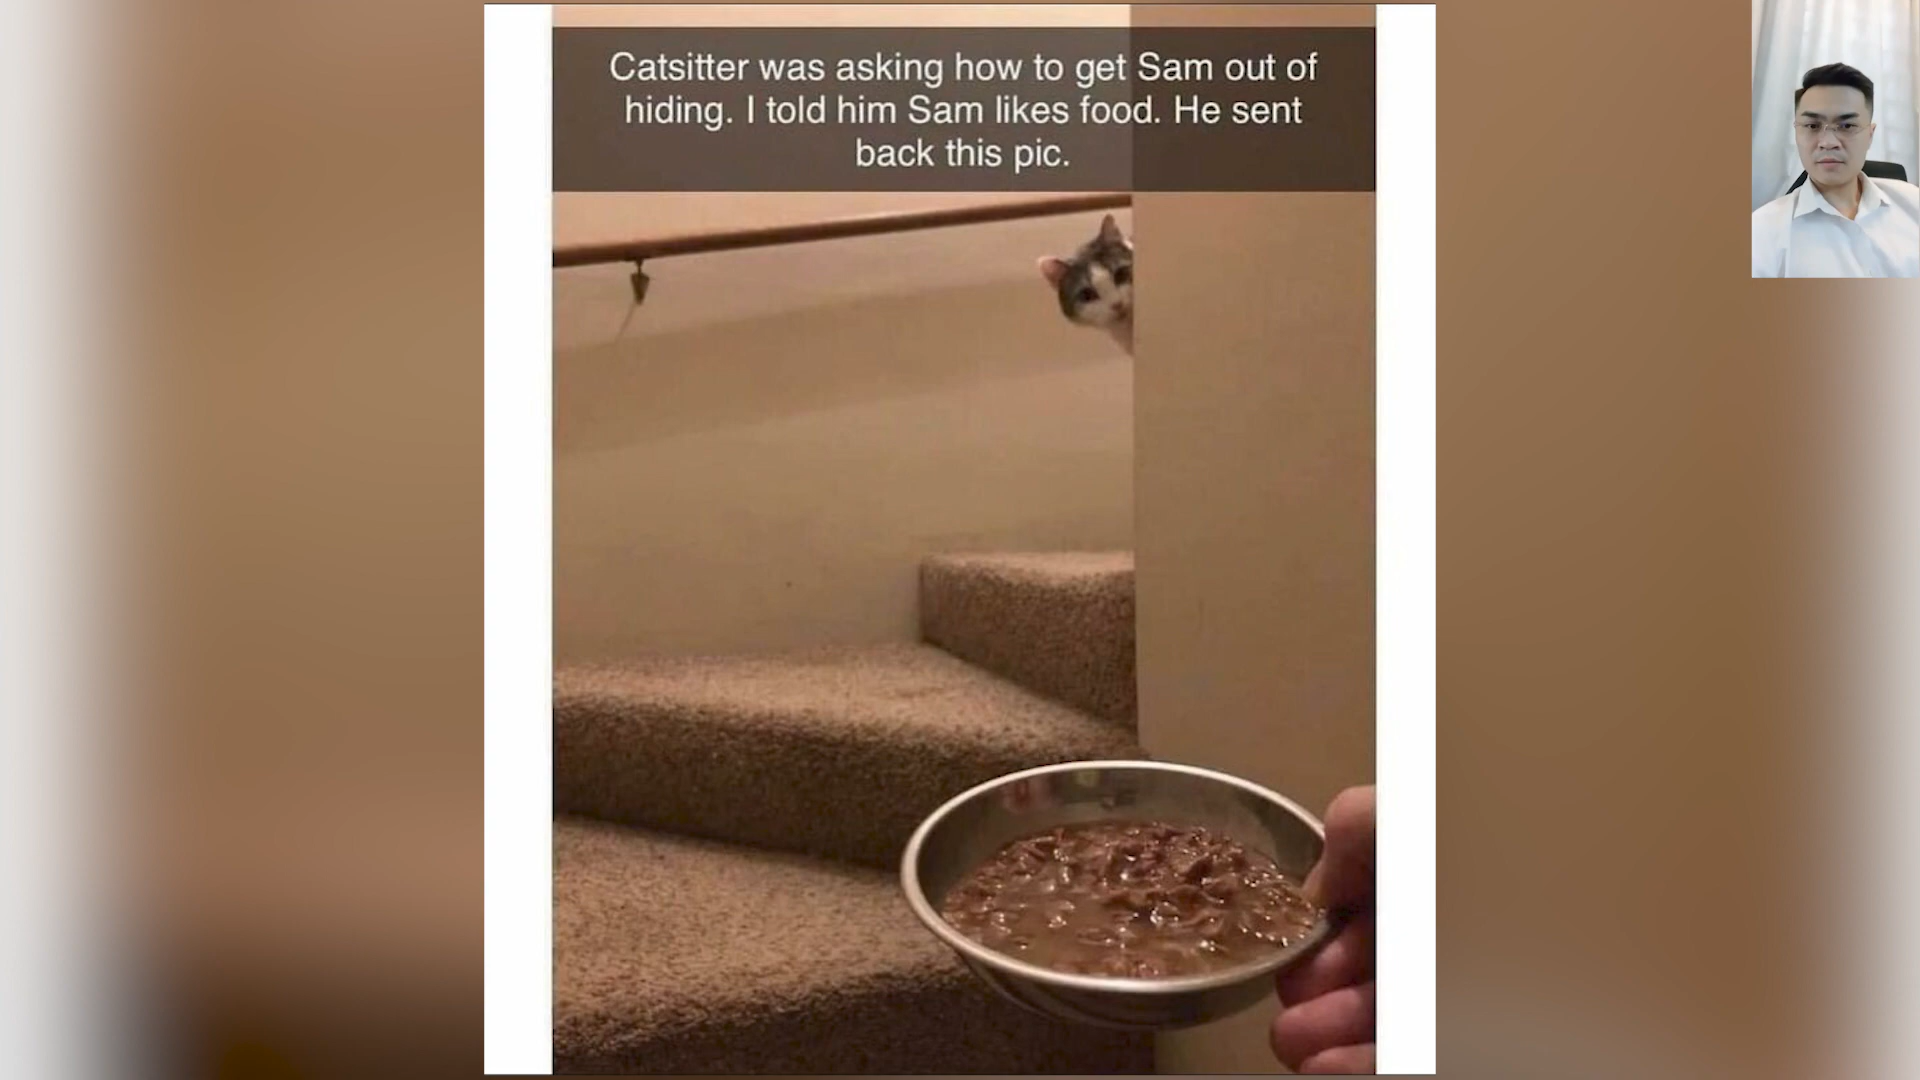 Catsitter was asking how to get Sam out of
hiding. I told him Sam likes food. He sent
back this pic.